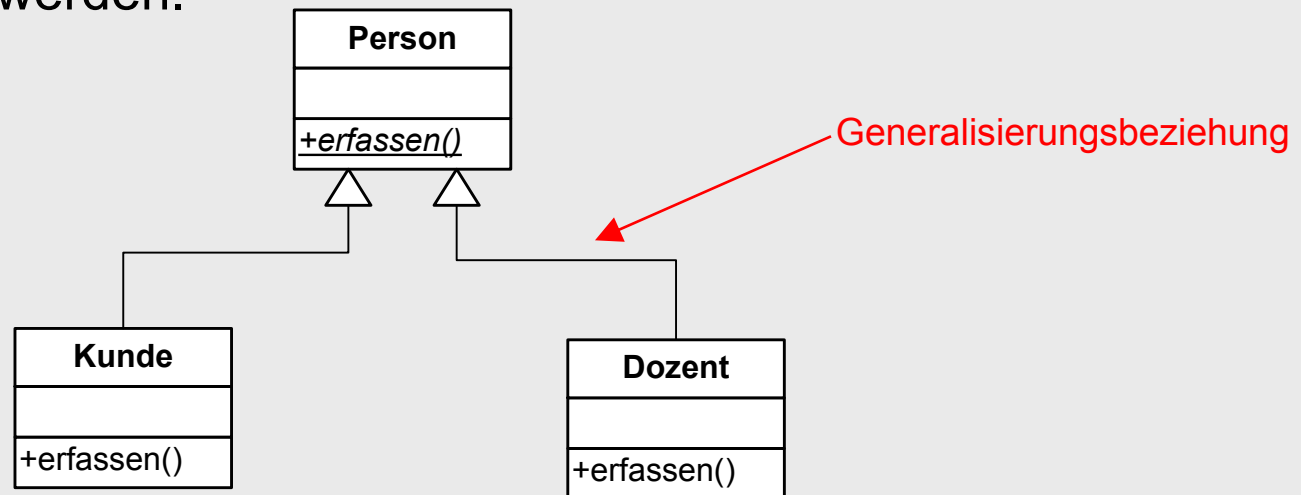 werden.
Person
+erfassen()
Generalisierungsbeziehung
Kunde
+erfassen()
Dozent
+erfassen()